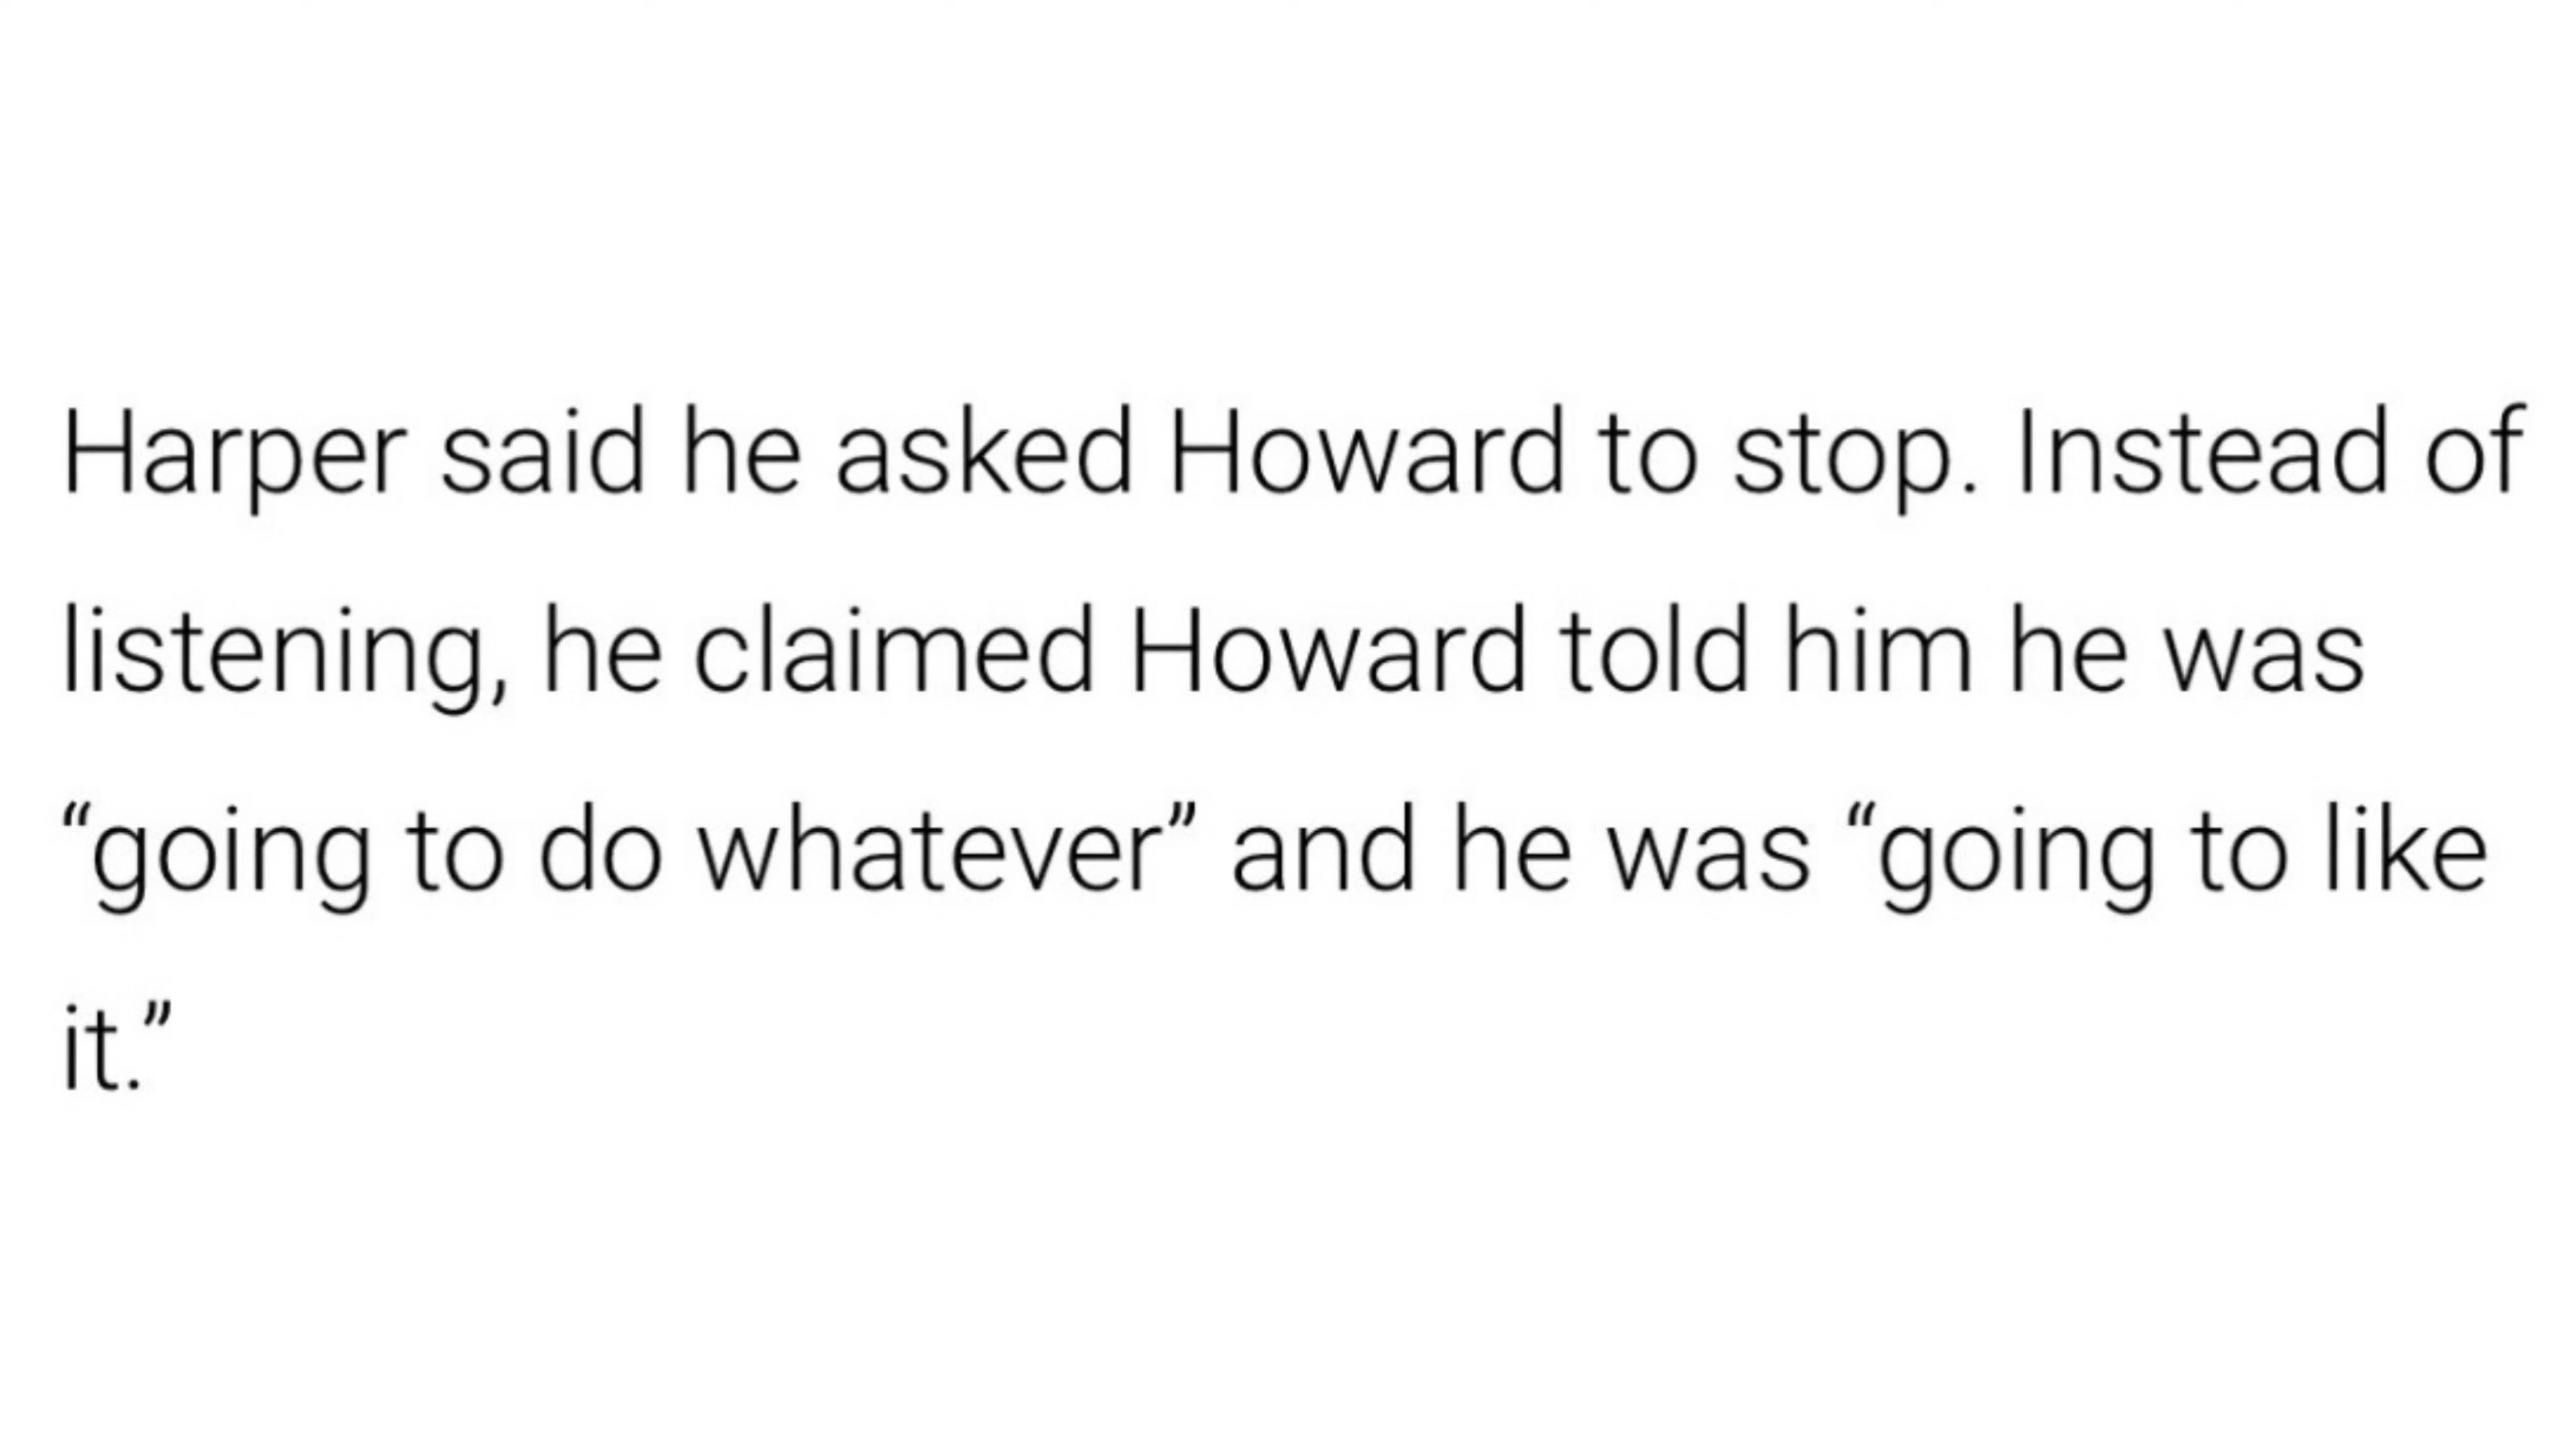 Harper said he asked Howard to stop. Instead of
listening, he claimed Howard told him he was
“going to do whatever” and he was “going to like
it.”